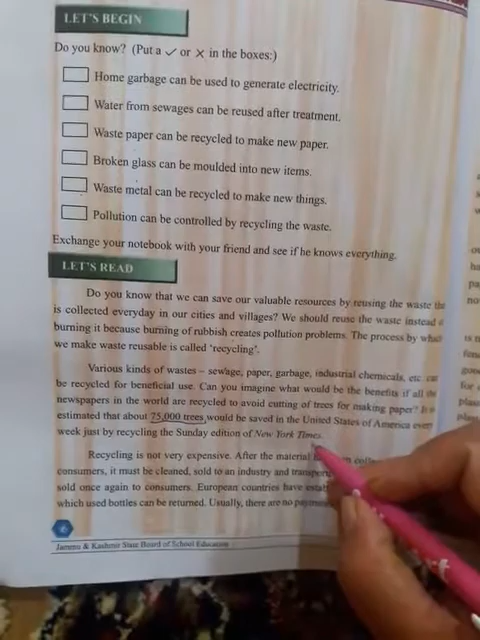 LET'S BEGIN
Do you know? (Put a ✓ or × in the boxes:)
Home garbage can be used to generate electricity.
Water from sewages can be reused after treatment.
Waste paper can be recycled to make new paper.
Broken glass can be moulded into new items.
Waste metal can be recycled to make new things.
Pollution can be controlled by recycling the waste.
Exchange your notebook with your friend and see if he knows everything.
LET'S READ
Do you know that we can save our valuable resources by reusing the waste
is collected everyday in our cities and villages? We should reuse the waste instead
burning it because burning of rubbish creates pollution problems. The process by
we make waste reusable is called 'recycling'.
Various kinds of wastes – sewage, paper, garbage, industrial chemicals, etc.
be recycled for beneficial use. Can you imagine what would be the benefits if all
newspapers in the world are recycled to avoid cutting of trees for making paper?
estimated that about 75,000 trees would be saved in the United States of America
week just by recycling the Sunday edition of New York Times.
Recycling is not very expensive. After the material
consumers, it must be cleaned, sold to an industry and
sold once again to consumers. European countries have
which used bottles can be returned. Usually, there are no
Jammu & Kashmir State Board of School Education